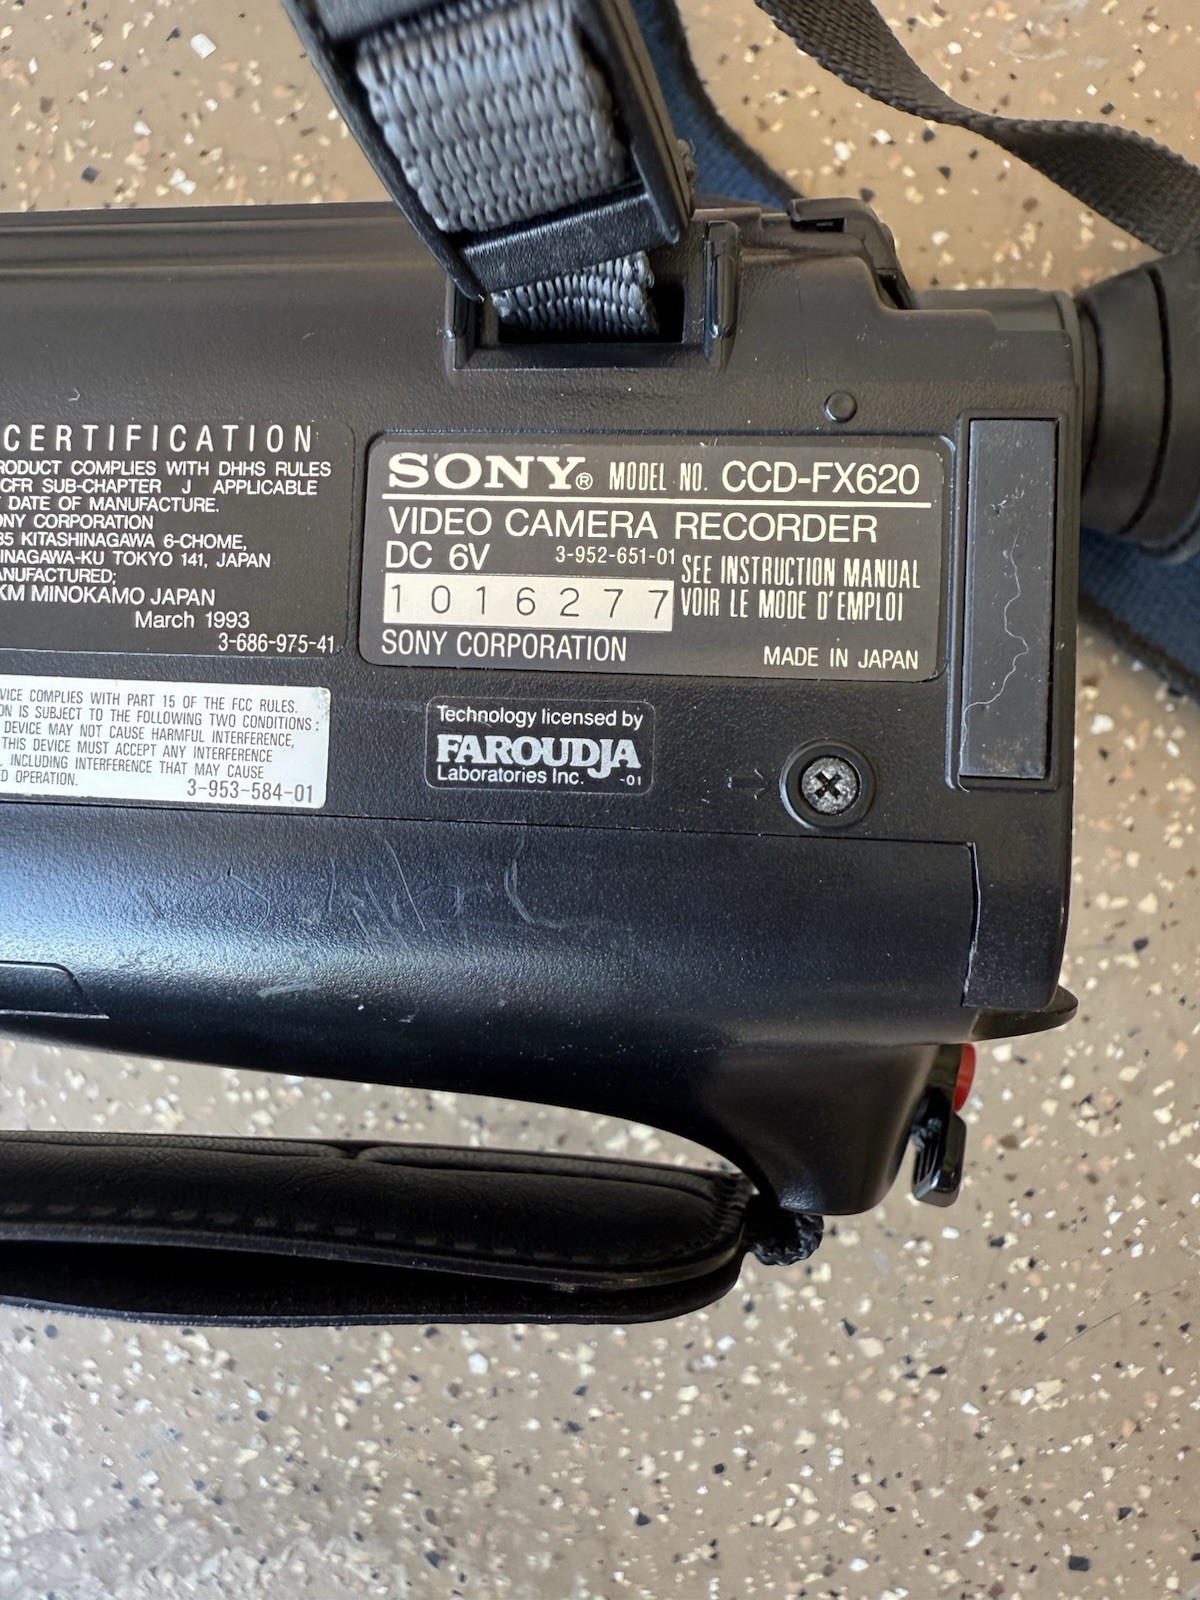 CERTIFICATION
RODUCT COMPLIES WITH DHHS RULES
CFR SUB-CHAPTER J APPLICABLE
DATE OF MANUFACTURE.
ONY CORPORATION
35 KITASHINAGAWA 6-CHOME,
INAGAWA-KU TOKYO 141, JAPAN
ANUFACTURED;
KM MINOKAMO JAPAN
March 1993
3-686-975-41
SONY® MODEL NO. CCD-FX620
VIDEO CAMERA RECORDER
DC 6V 3-952-651-01 SEE INSTRUCTION MANUAL
1016277 VOIR LE MODE D'EMPLOI
SONY CORPORATION MADE IN JAPAN
VICE COMPLIES WITH PART 15 OF THE FCC RULES.
ON IS SUBJECT TO THE FOLLOWING TWO CONDITIONS:
DEVICE MAY NOT CAUSE HARMFUL INTERFERENCE,
THIS DEVICE MUST ACCEPT ANY INTERFERENCE
, INCLUDING INTERFERENCE THAT MAY CAUSE
ED OPERATION.
3-953-584-01
Technology licensed by
FAROUDJA
Laboratories Inc. -01